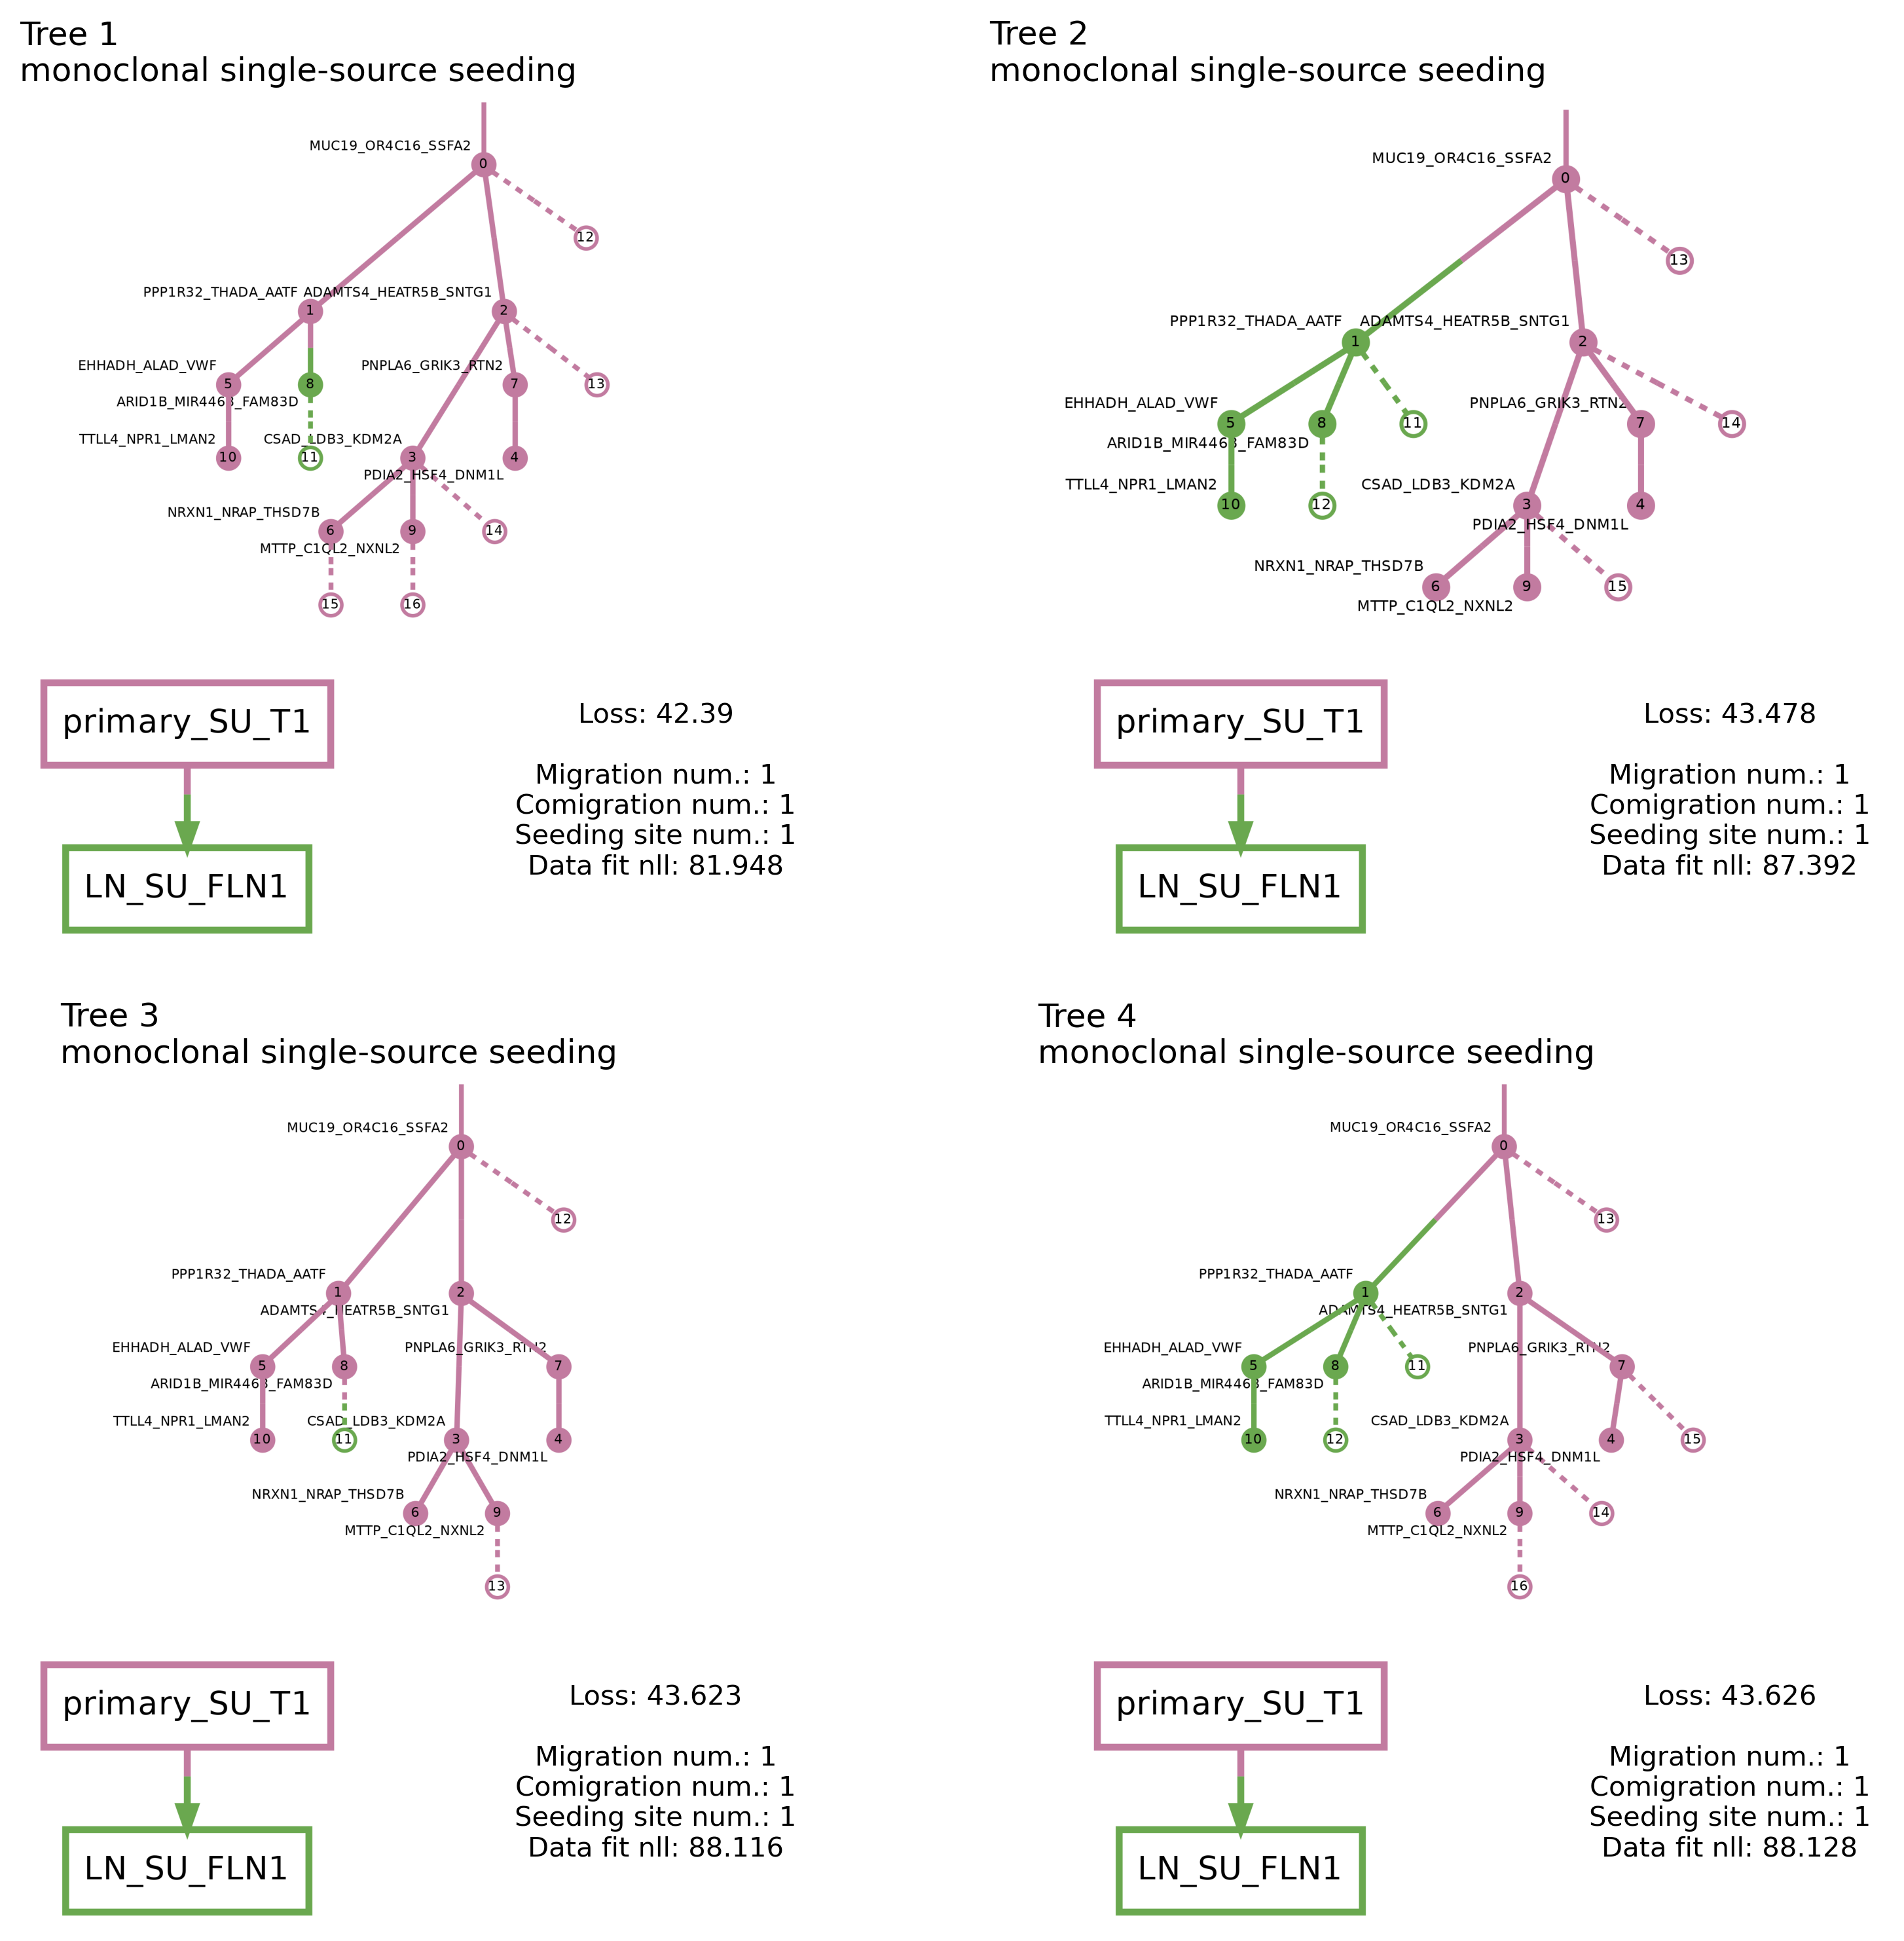 Tree 1
monoclonal single-source seeding
MUC19_OR4C16_SSFA2
0
12
PPP1R32_THADA_AATF
ADAMTS4_HEATR5B_SNTG1
1
2
EHHADH_ALAD_VWF
PNPLA6_GRIK3_RTN2
5
8
7
13
ARID1B_MIR4463_FAM83D
TTLL4_NPR1_LMAN2
CSAD_LDB3_KDM2A
10
11
3
4
PDIA2_HSF4_DNM1L
NRXN1_NRAP_THSD7B
6
9
14
MTTP_C1QL2_NXNL2
15
16
primary_SU_T1
LN_SU_FLN1
Loss: 42.39
Migration num.: 1
Comigration num.: 1
Seeding site num.: 1
Data fit nll: 81.948
Tree 2
monoclonal single-source seeding
MUC19_OR4C16_SSFA2
0
13
PPP1R32_THADA_AATF
ADAMTS4_HEATR5B_SNTG1
1
2
EHHADH_ALAD_VWF
PNPLA6_GRIK3_RTN2
5
8
11
7
14
ARID1B_MIR4463_FAM83D
TTLL4_NPR1_LMAN2
CSAD_LDB3_KDM2A
10
12
3
4
PDIA2_HSF4_DNM1L
NRXN1_NRAP_THSD7B
6
9
15
MTTP_C1QL2_NXNL2
primary_SU_T1
LN_SU_FLN1
Loss: 43.478
Migration num.: 1
Comigration num.: 1
Seeding site num.: 1
Data fit nll: 87.392
Tree 3
monoclonal single-source seeding
MUC19_OR4C16_SSFA2
0
12
PPP1R32_THADA_AATF
1
2
ADAMTS4_HEATR5B_SNTG1
EHHADH_ALAD_VWF
PNPLA6_GRIK3_RTN2
5
8
7
ARID1B_MIR4463_FAM83D
TTLL4_NPR1_LMAN2
CSAD_LDB3_KDM2A
10
11
3
4
PDIA2_HSF4_DNM1L
NRXN1_NRAP_THSD7B
6
9
MTTP_C1QL2_NXNL2
13
primary_SU_T1
LN_SU_FLN1
Loss: 43.623
Migration num.: 1
Comigration num.: 1
Seeding site num.: 1
Data fit nll: 88.116
Tree 4
monoclonal single-source seeding
MUC19_OR4C16_SSFA2
0
13
PPP1R32_THADA_AATF
1
2
ADAMTS4_HEATR5B_SNTG1
EHHADH_ALAD_VWF
PNPLA6_GRIK3_RTN2
5
8
11
7
ARID1B_MIR4463_FAM83D
TTLL4_NPR1_LMAN2
CSAD_LDB3_KDM2A
10
12
3
4
15
PDIA2_HSF4_DNM1L
NRXN1_NRAP_THSD7B
6
9
14
MTTP_C1QL2_NXNL2
16
primary_SU_T1
LN_SU_FLN1
Loss: 43.626
Migration num.: 1
Comigration num.: 1
Seeding site num.: 1
Data fit nll: 88.128